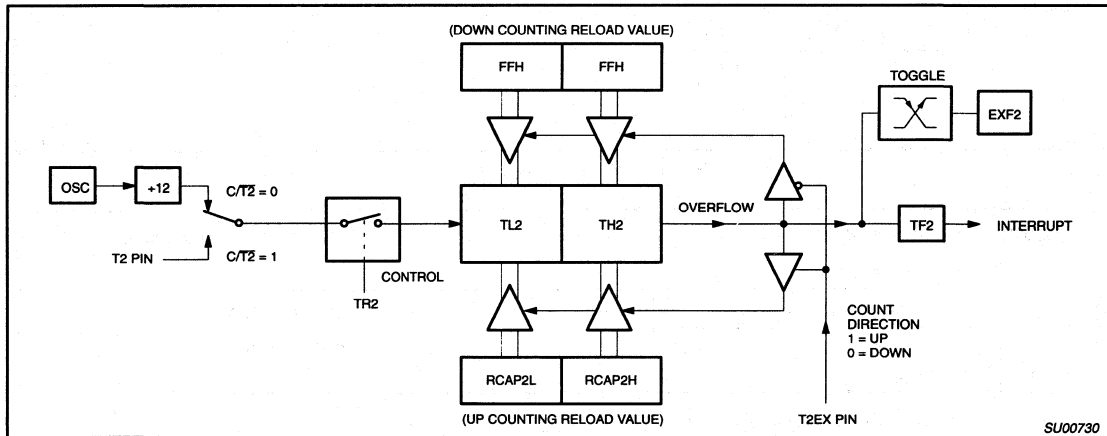 (DOWN COUNTING RELOAD VALUE)
FFH
FFH
TOGGLE
EXF2
OSC
÷12
C/T2̅ = 0
TL2
TH2
OVERFLOW
TF2
INTERRUPT
T2 PIN
C/T2̅ = 1
CONTROL
TR2
COUNT
DIRECTION
1 = UP
0 = DOWN
RCAP2L
RCAP2H
(UP COUNTING RELOAD VALUE)
T2EX PIN
SU00730